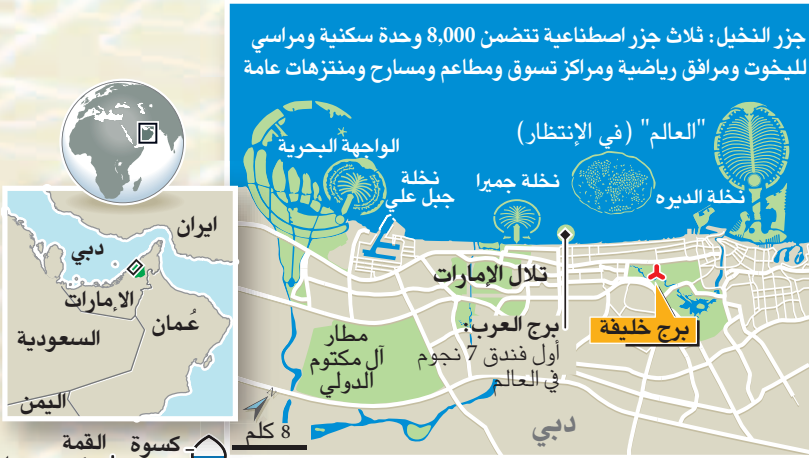 جزر النخيل: ثلاث جزر اصطناعية تتضمن 8,000 وحدة سكنية ومراسي
لليخوت ومرافق رياضية ومراكز تسوق ومطاعم ومسارح ومنتزهات عامة
"العالم" (في الإنتظار)
الواجهة البحرية
نخلة
جبل علي
نخلة جميرا
نخلة الديره
تلال الإمارات
برج العرب:
أول فندق 7 نجوم
في العالم
برج خليفة
مطار
آل مكتوم
الدولي
دبي
8 كلم
ايران
دبي
الإمارات
عُمان
السعودية
اليمن
كسوة القمة